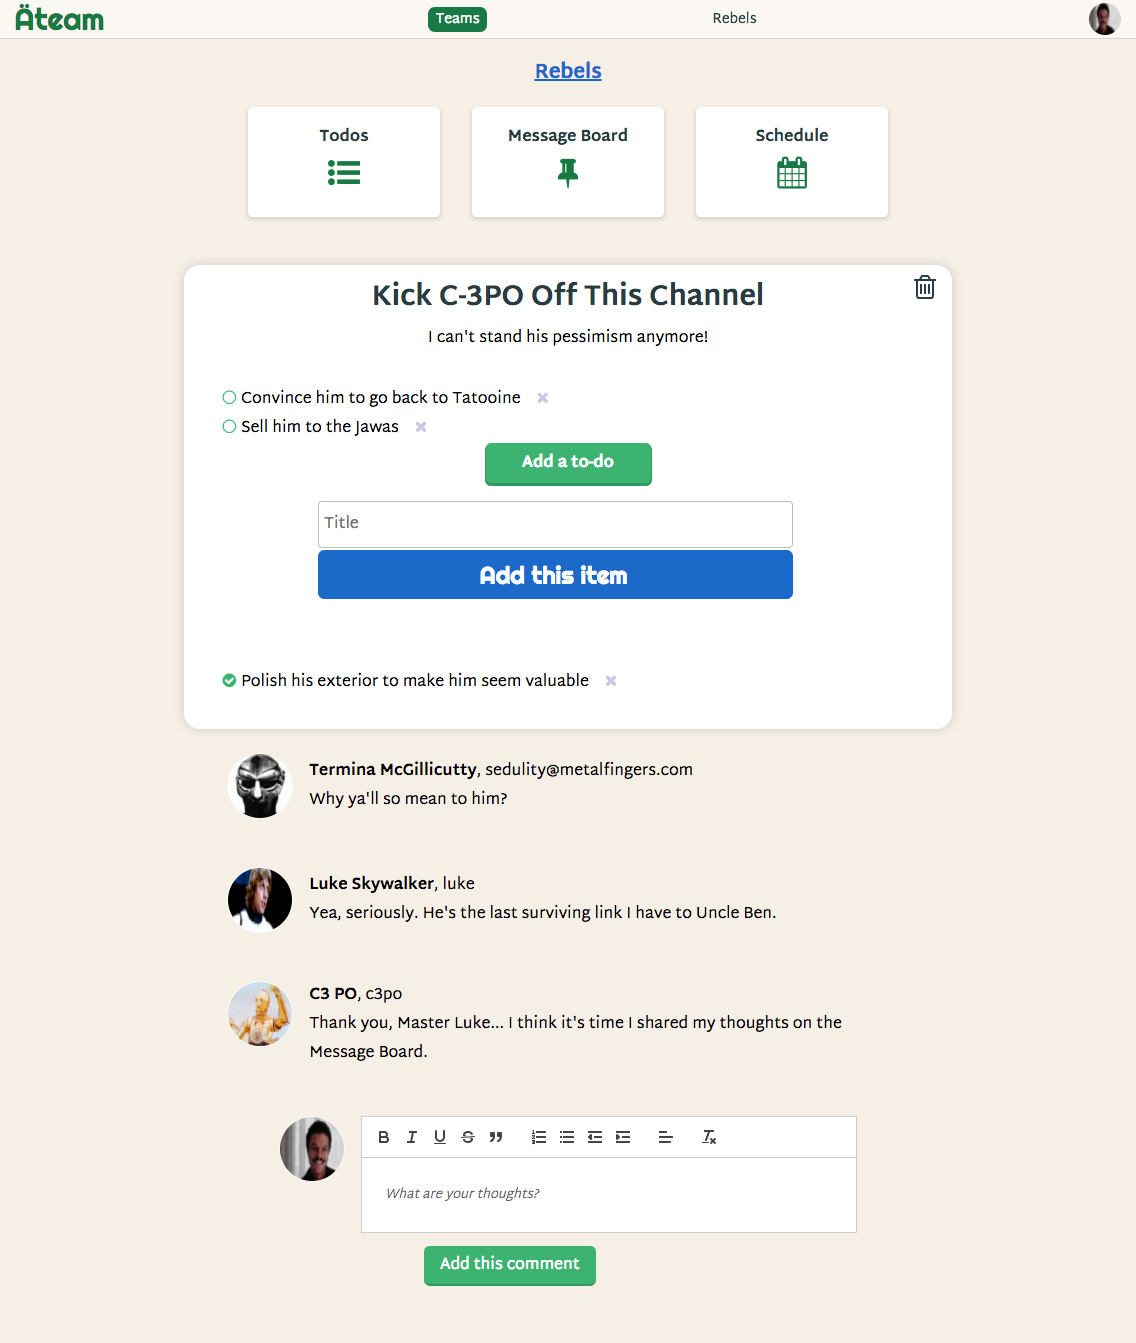 Äteam
Teams
Rebels
Rebels
Todos
Message Board
Schedule
Kick C-3PO Off This Channel
I can't stand his pessimism anymore!
Convince him to go back to Tatooine
Sell him to the Jawas
Add a to-do
Title
Add this item
Polish his exterior to make him seem valuable
Termina McGillicutty, sedulity@metalfingers.com
Why ya'll so mean to him?
Luke Skywalker, luke
Yea, seriously. He's the last surviving link I have to Uncle Ben.
C3 PO, c3po
Thank you, Master Luke... I think it's time I shared my thoughts on the
Message Board.
What are your thoughts?
Add this comment